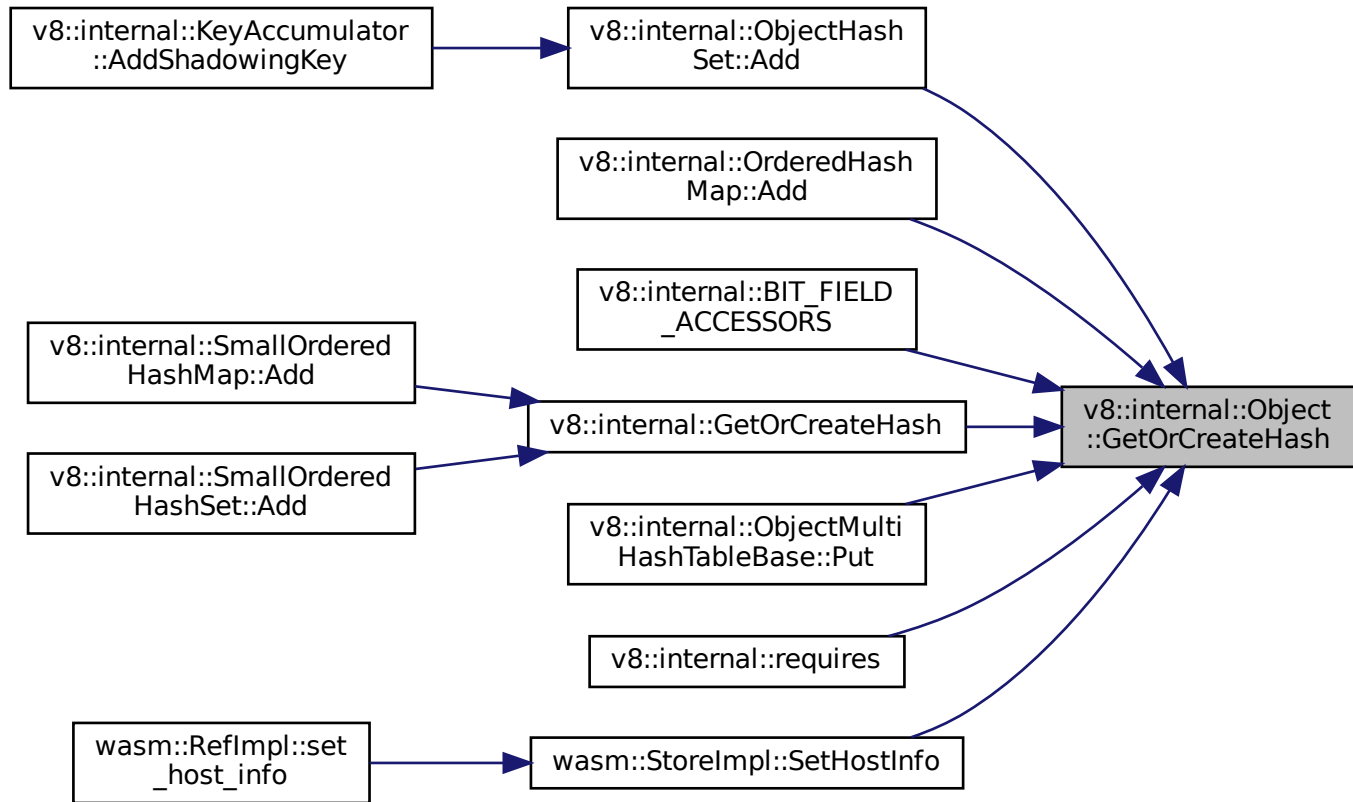 v8::internal::KeyAccumulator
::AddShadowingKey
v8::internal::ObjectHash
Set::Add
v8::internal::OrderedHash
Map::Add
v8::internal::BIT_FIELD
_ACCESSORS
v8::internal::SmallOrdered
HashMap::Add
v8::internal::GetOrCreateHash
v8::internal::Object
::GetOrCreateHash
v8::internal::SmallOrdered
HashSet::Add
v8::internal::ObjectMulti
HashTableBase::Put
v8::internal::requires
wasm::RefImpl::set
_host_info
wasm::StoreImpl::SetHostInfo